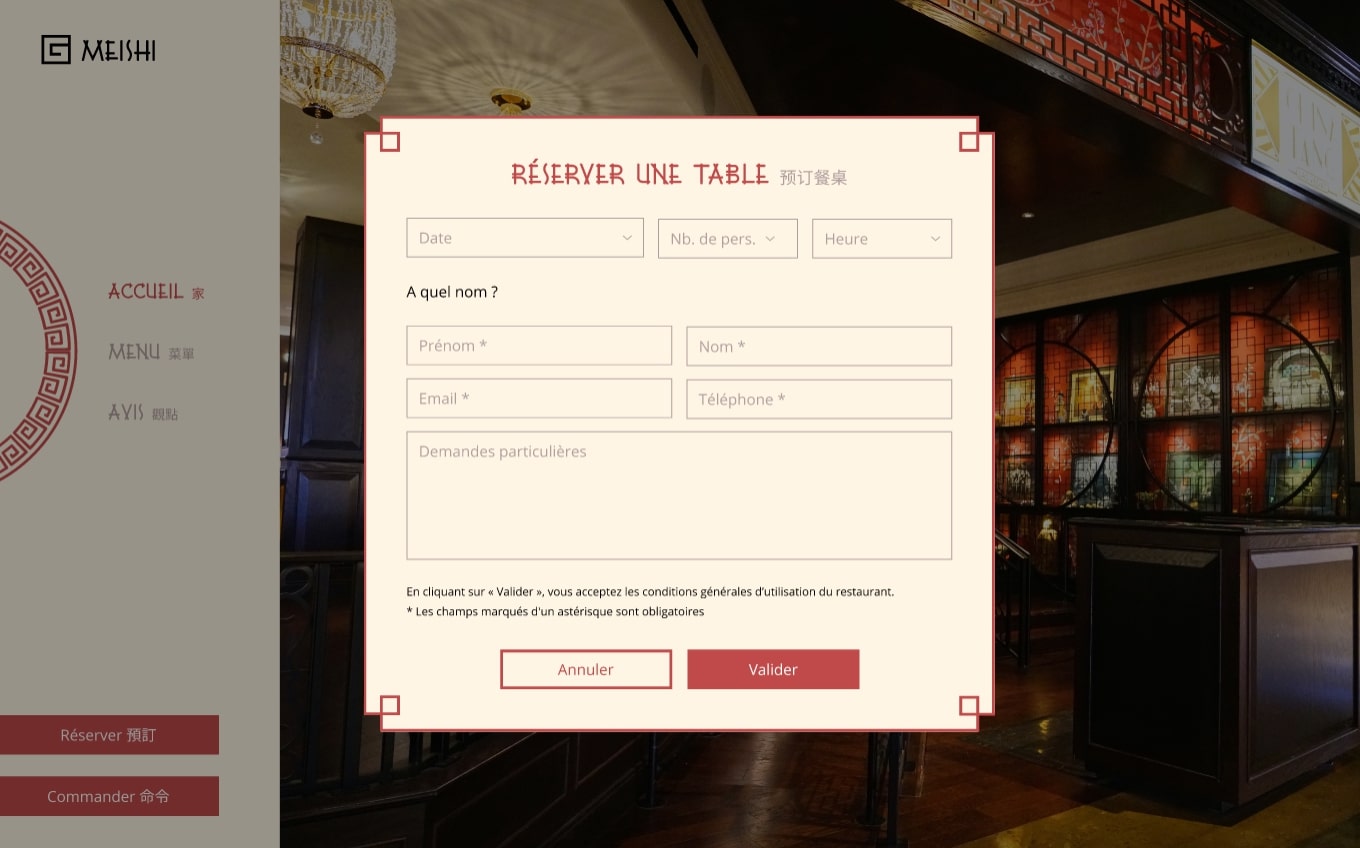 MEISHI
ACCUEIL 家
MENU 菜單
AVIS 觀點
Réserver 預訂
Commander 命令
RÉSERVER UNE TABLE 预订餐桌
Date
Nb. de pers.
Heure
A quel nom ?
Prénom *
Nom *
Email *
Téléphone *
Demandes particulières
En cliquant sur « Valider », vous acceptez les conditions générales d'utilisation du restaurant.
* Les champs marqués d'un astérisque sont obligatoires
Annuler
Valider